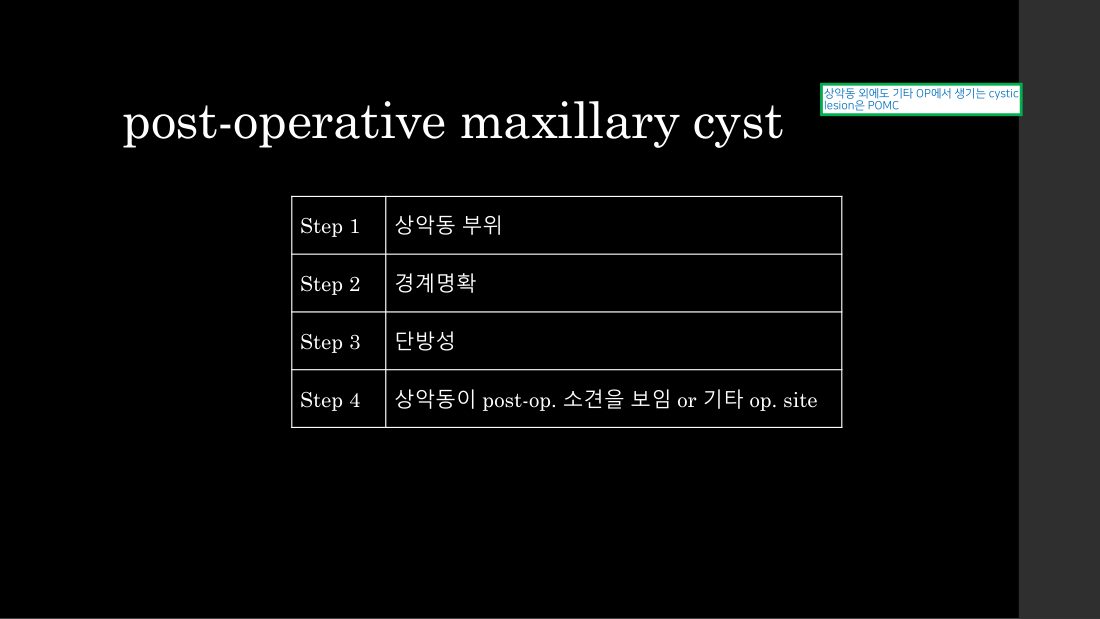 상악동 외에도 기타 OP에서 생기는 cystic
lesion은 POMC
post-operative maxillary cyst
Step 1 상악동 부위
Step 2 경계명확
Step 3 단방성
Step 4 상악동이 post-op. 소견을 보임 or 기타 op. site